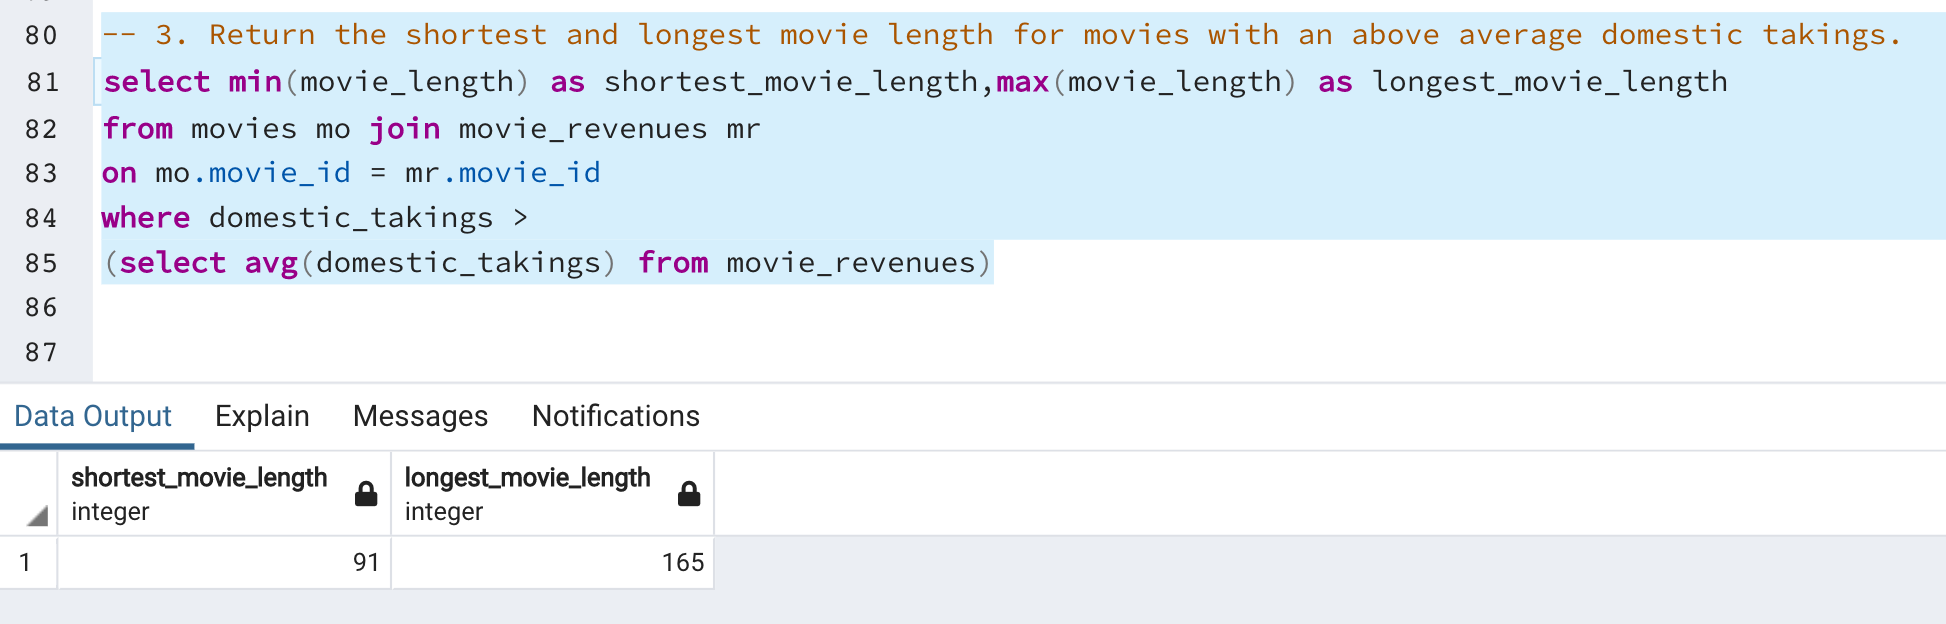 80 -- 3. Return the shortest and longest movie length for movies with an above average domestic takings.
81 select min(movie_length) as shortest_movie_length,max(movie_length) as longest_movie_length
82 from movies mo join movie_revenues mr
83 on mo.movie_id = mr.movie_id
84 where domestic_takings >
85 (select avg(domestic_takings) from movie_revenues)
86
87
Data Output Explain Messages Notifications
shortest_movie_length longest_movie_length
integer integer
1 91 165